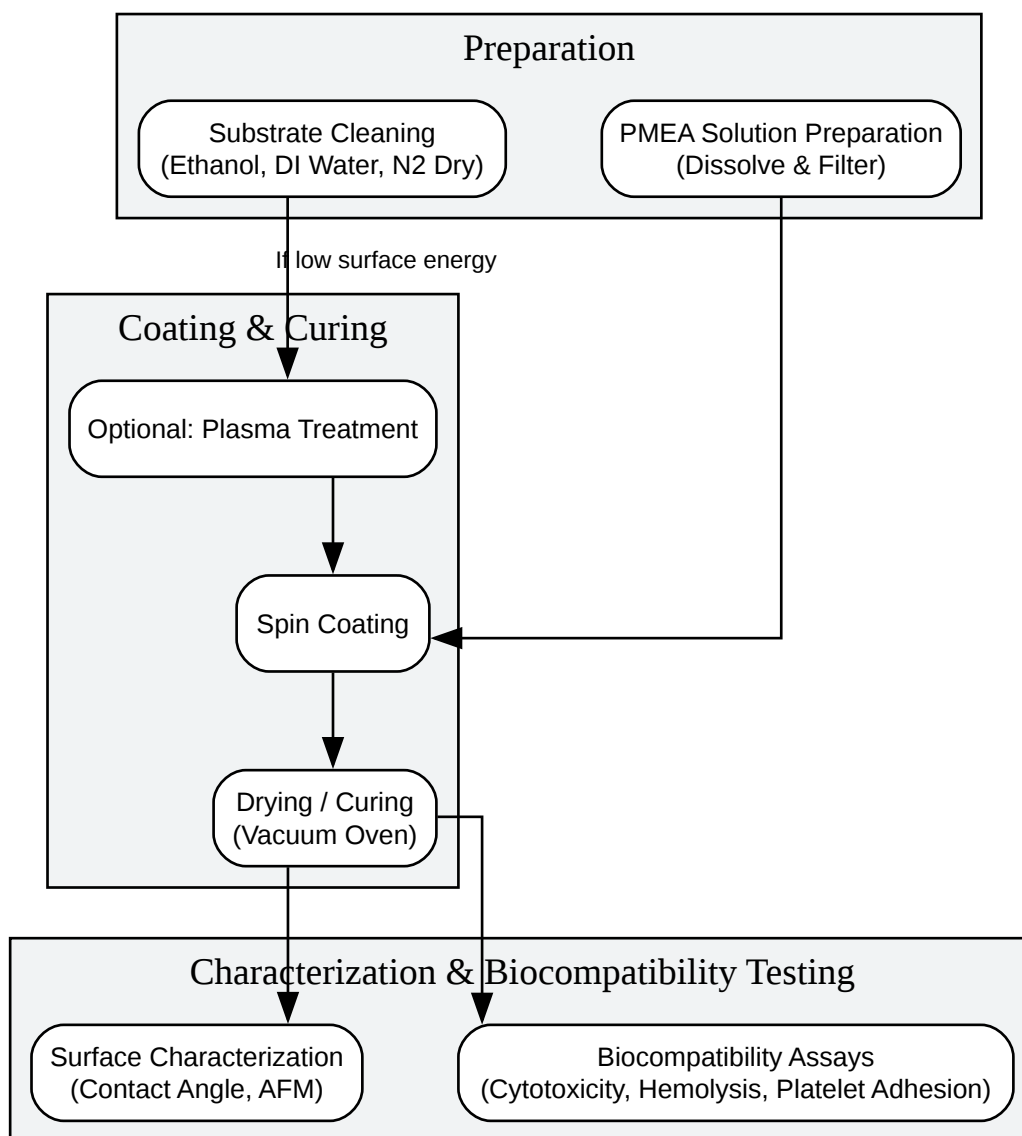 Preparation
Substrate Cleaning
(Ethanol, DI Water, N2 Dry)
PMEA Solution Preparation
(Dissolve & Filter)
If low surface energy
Coating & Curing
Optional: Plasma Treatment
Spin Coating
Drying / Curing
(Vacuum Oven)
Characterization & Biocompatibility Testing
Surface Characterization
(Contact Angle, AFM)
Biocompatibility Assays
(Cytotoxicity, Hemolysis, Platelet Adhesion)